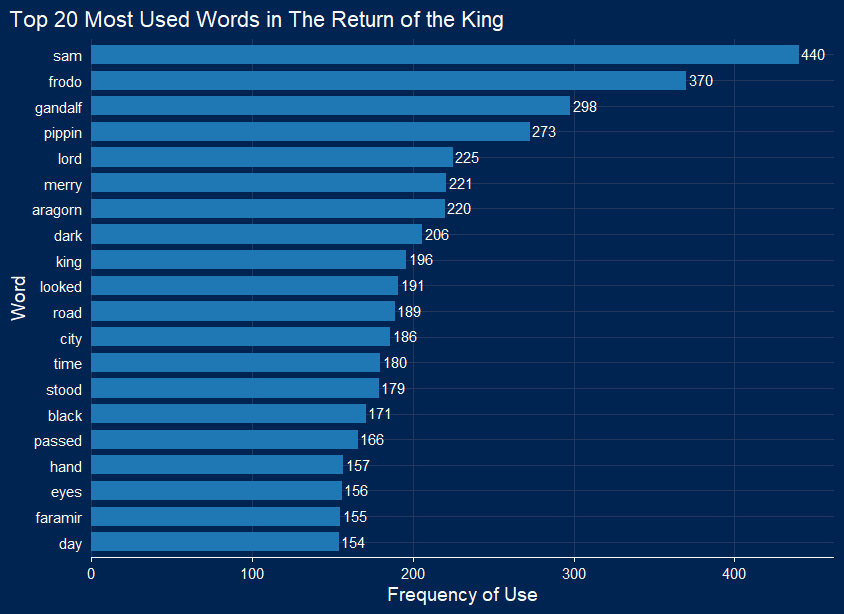 Top 20 Most Used Words in The Return of the King
Word
sam 440
frodo 370
gandalf 298
pippin 273
lord 225
merry 221
aragorn 220
dark 206
king 196
looked 191
road 189
city 186
time 180
stood 179
black 171
passed 166
hand 157
eyes 156
faramir 155
day 154
0 100 200 300 400
Frequency of Use